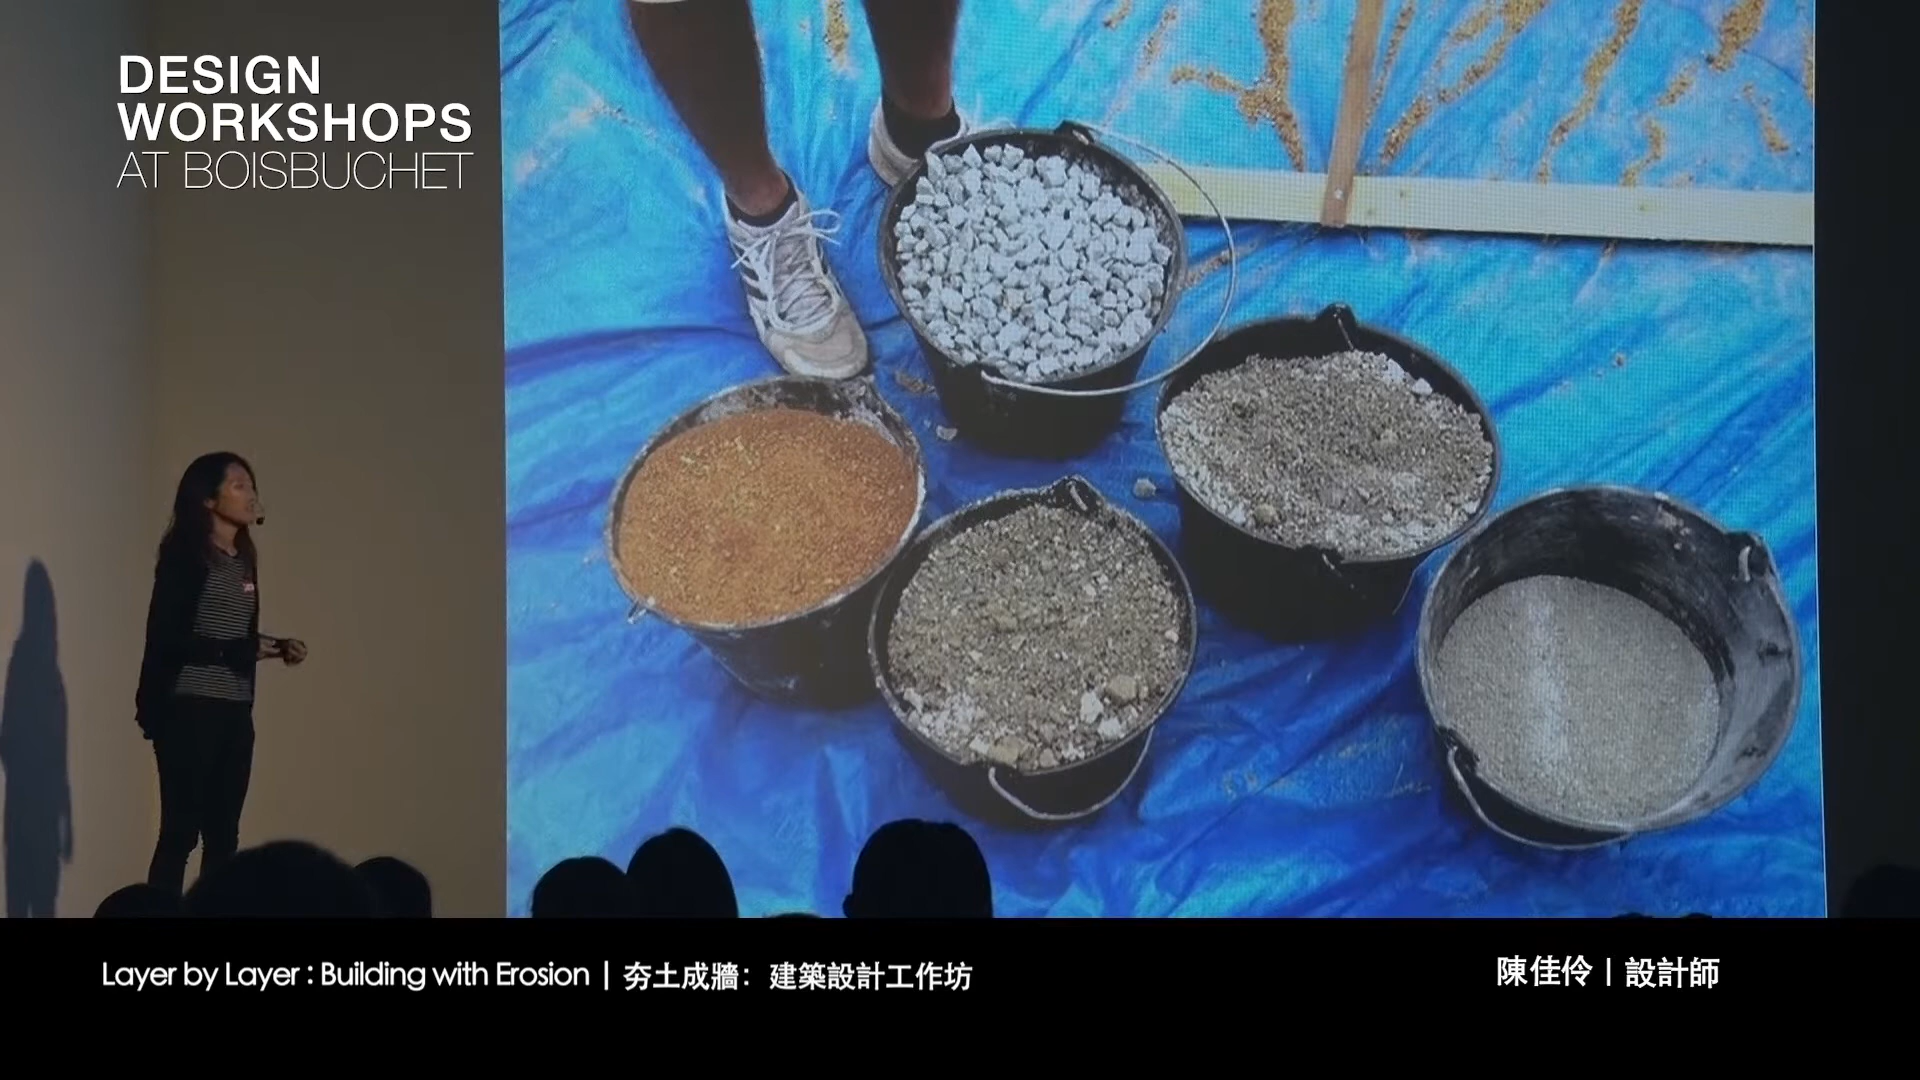 DESIGN
WORKSHOPS
AT BOISBUCHET
Layer by Layer : Building with Erosion | 夯土成牆：建築設計工作坊
陳佳伶 | 設計師